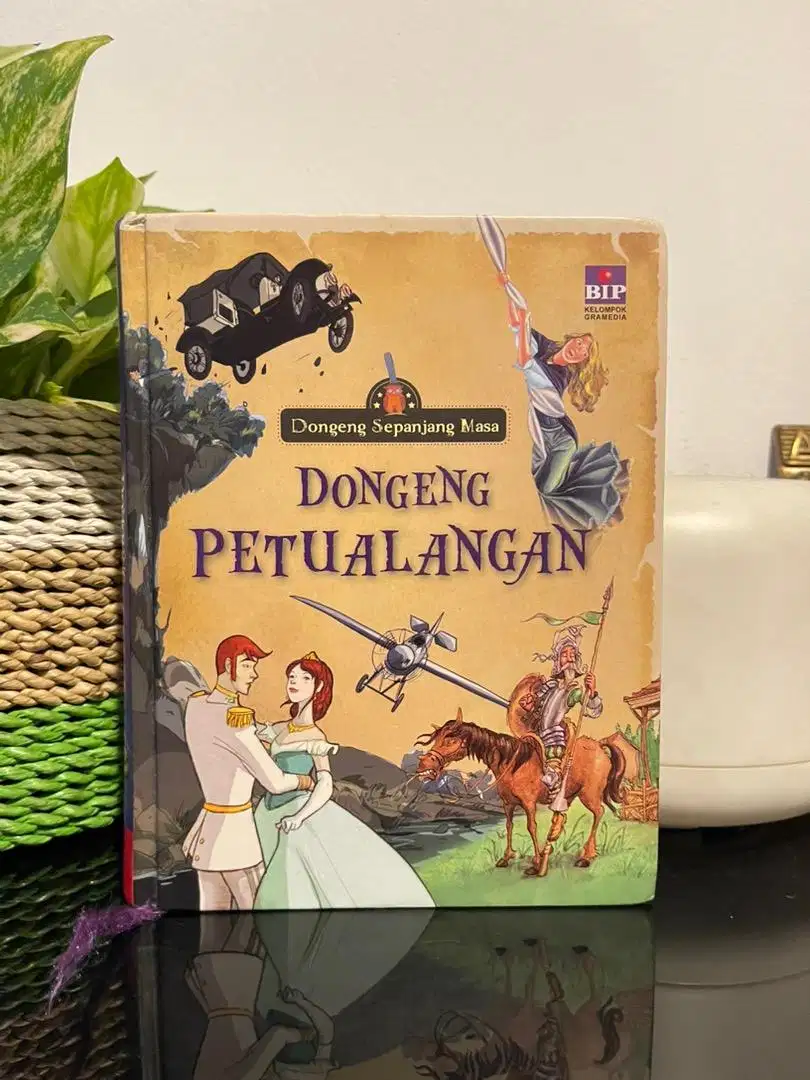 BIP
KELOMPOK
GRAMEDIA
Dongeng Sepanjang Masa
DONGENG
PETUALANGAN